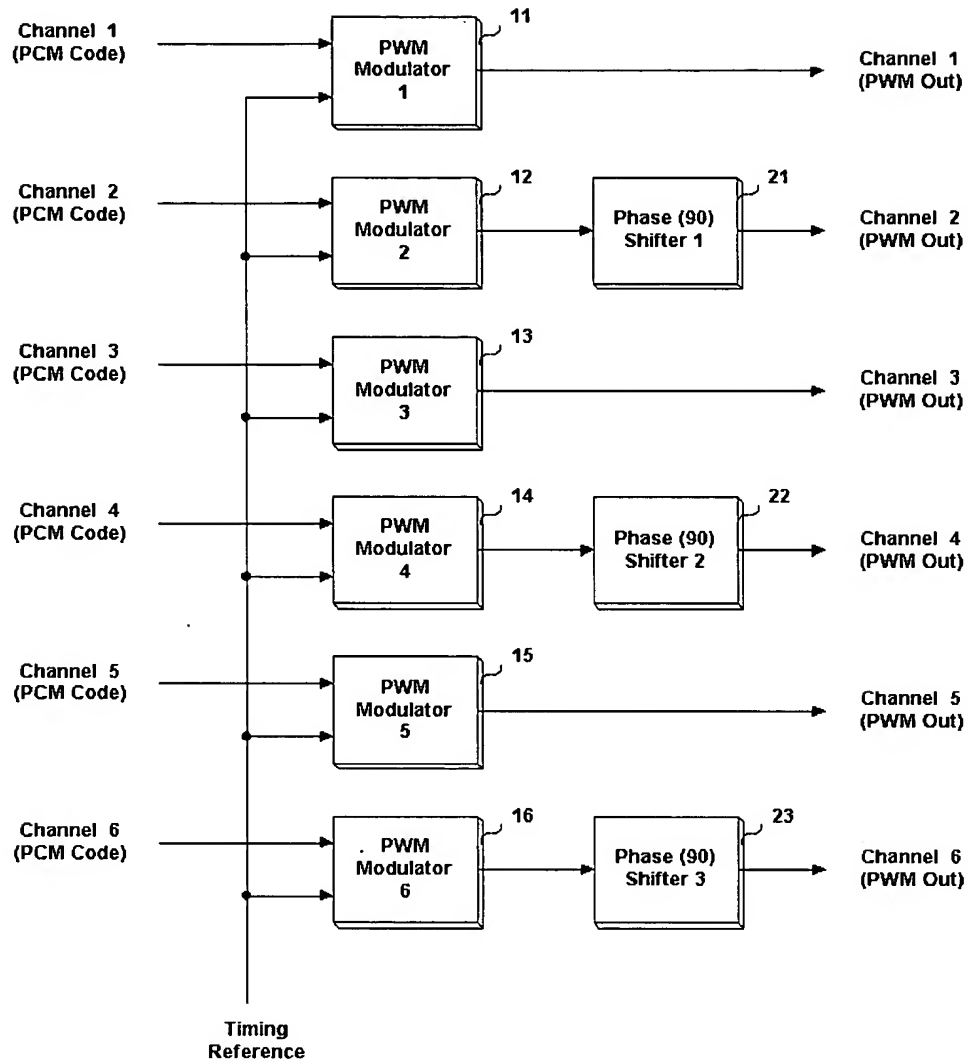 Channel 1
(PCM Code)
PWM
Modulator
1
11
Channel 1
(PWM Out)
Channel 2
(PCM Code)
PWM
Modulator
2
12
Phase (90)
Shifter 1
21
Channel 2
(PWM Out)
Channel 3
(PCM Code)
PWM
Modulator
3
13
Channel 3
(PWM Out)
Channel 4
(PCM Code)
PWM
Modulator
4
14
Phase (90)
Shifter 2
22
Channel 4
(PWM Out)
Channel 5
(PCM Code)
PWM
Modulator
5
15
Channel 5
(PWM Out)
Channel 6
(PCM Code)
PWM
Modulator
6
16
Phase (90)
Shifter 3
23
Channel 6
(PWM Out)
Timing
Reference